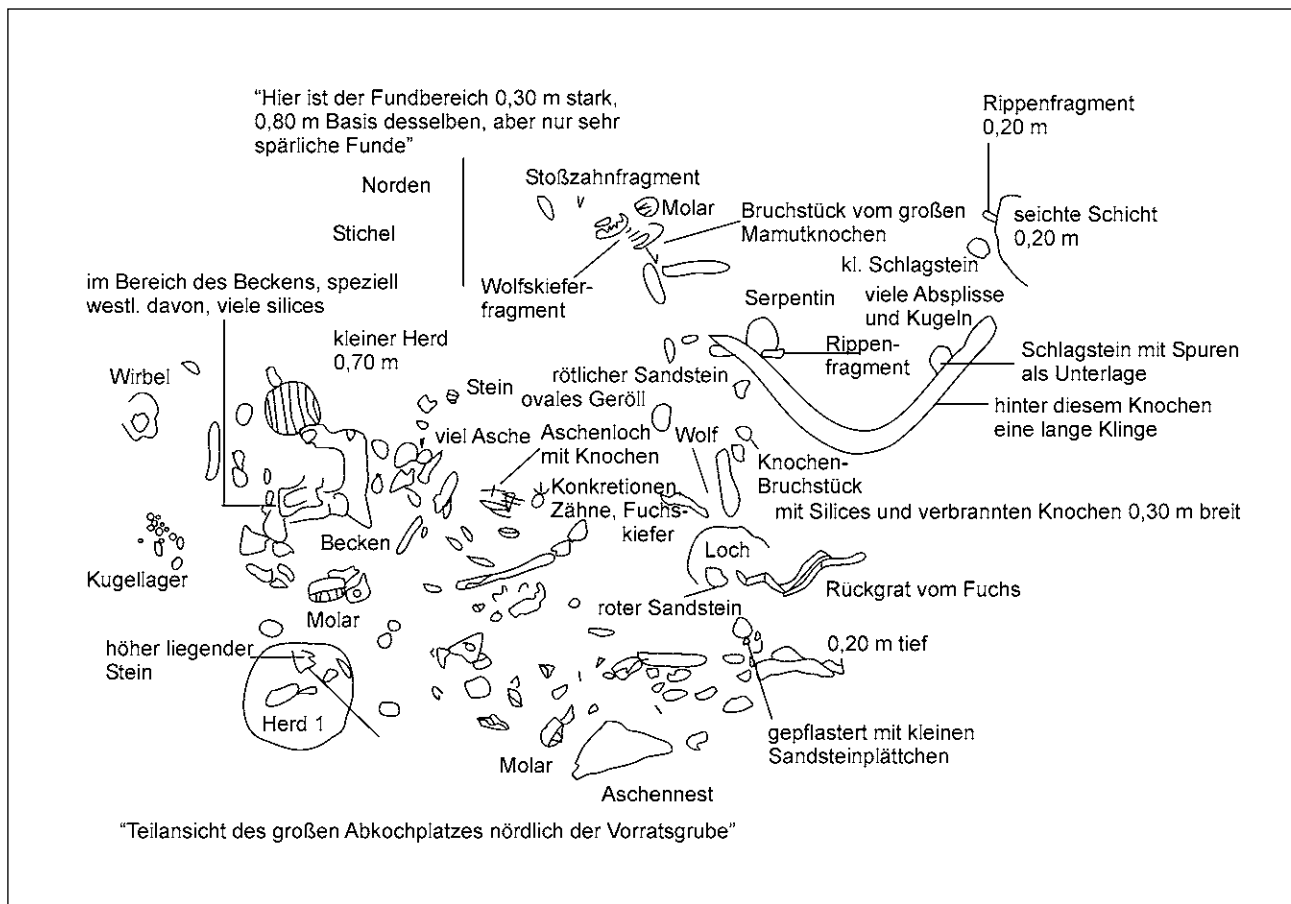 “Hier ist der Fundbereich 0,30 m stark,
0,80 m Basis desselben, aber nur sehr
spärliche Funde”
Rippenfragment
0,20 m
Norden
Stoßzahnfragment
Molar
Bruchstück vom großen
Mamutknochen
seichte Schicht
0,20 m
Stichel
kl. Schlagstein
im Bereich des Beckens, speziell
westl. davon, viele silices
Wolfskiefer-
fragment
Serpentin
viele Absplisse
und Kugeln
kleiner Herd
0,70 m
Rippen-
fragment
Schlagstein mit Spuren
als Unterlage
Wirbel
Stein
rötlicher Sandstein
ovales Geröll
hinter diesem Knochen
eine lange Klinge
viel Asche
Aschenloch
mit Knochen
Wolf
Knochen-
Bruchstück
mit Silices und verbrannten Knochen 0,30 m breit
Konkretionen
Zähne, Fuchs-
kiefer
Becken
Loch
Kugellager
Rückgrat vom Fuchs
Molar
roter Sandstein
höher liegender
Stein
0,20 m tief
Herd 1
gepflastert mit kleinen
Sandsteinplättchen
Molar
Aschennest
“Teilansicht des großen Abkochplatzes nördlich der Vorratsgrube”